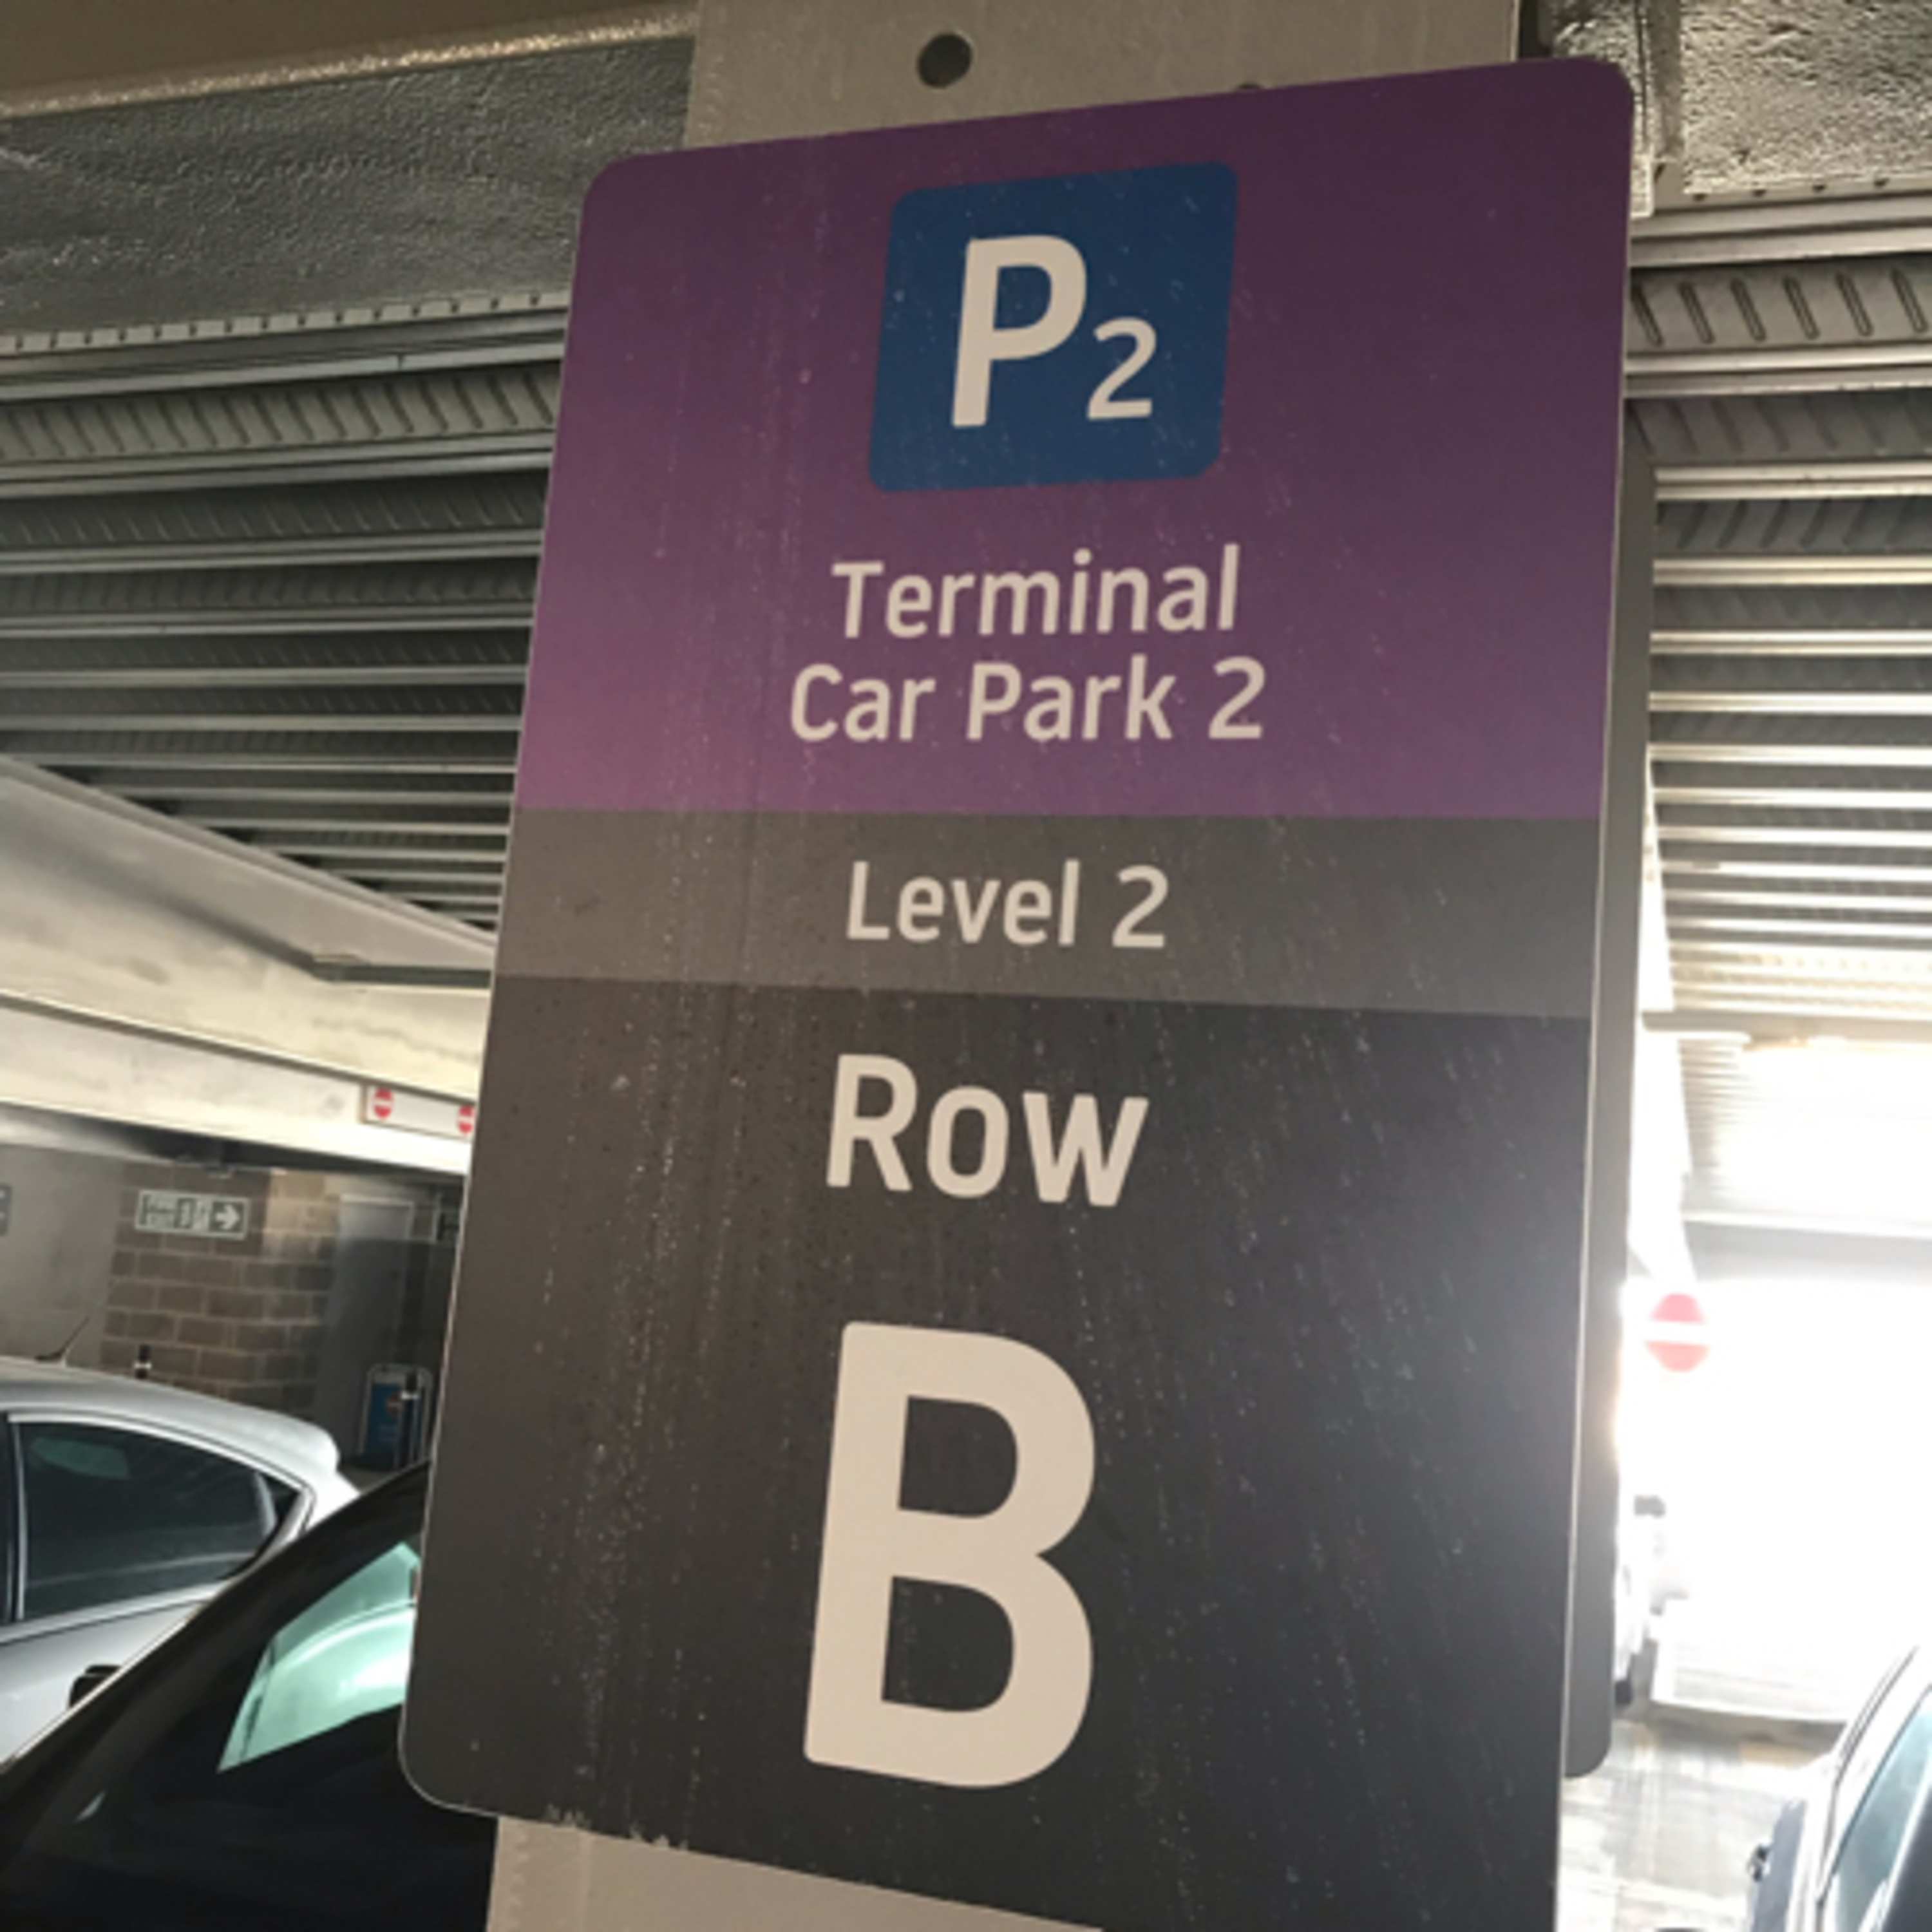 P2
Terminal
Car Park 2
Level 2
Row
B